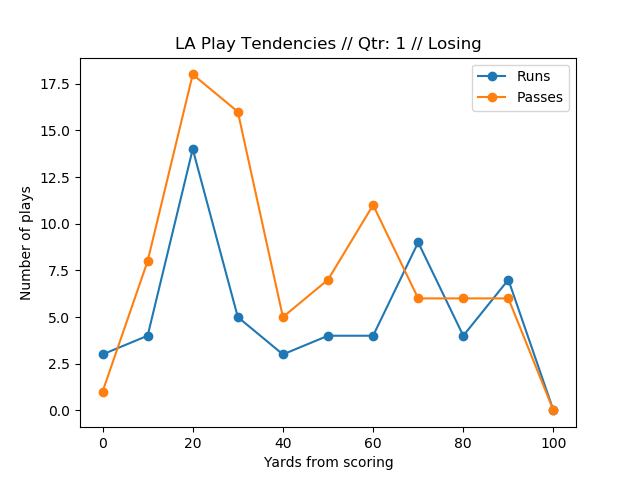 LA Play Tendencies // Qtr: 1 // Losing
Runs
Passes
17.5
15.0
12.5
10.0
7.5
5.0
2.5
0.0
Number of plays
0 20 40 60 80 100
Yards from scoring